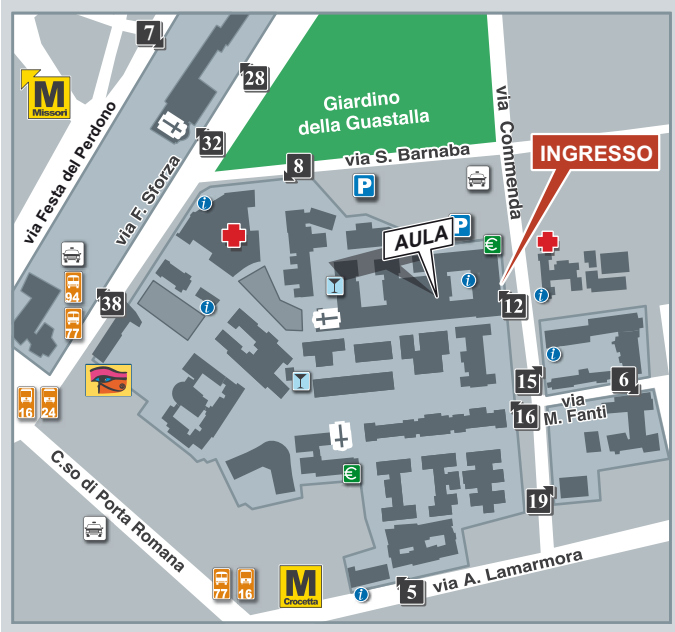 7
M
Missori
28
Giardino
della Guastalla
via Festa del Perdono
32
via F. Sforza
8
via S. Barnaba
via Commenda
INGRESSO
P
i
P
AULA
€
94
77
38
i
i
12
i
i
15
6
16
via
M. Fanti
16
24
€
C.so di Porta Romana
19
77
16
M
Crocetta
i
5
via A. Lamarmora